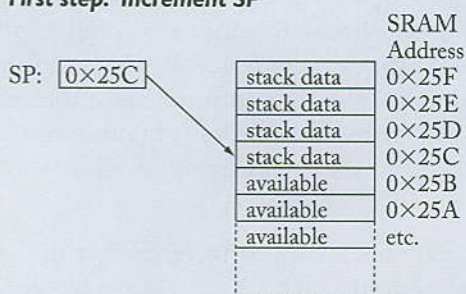 First step: Increment SP
SRAM
Address
SP: 0×25C
stack data 0×25F
stack data 0×25E
stack data 0×25D
stack data 0×25C
available 0×25B
available 0×25A
available etc.